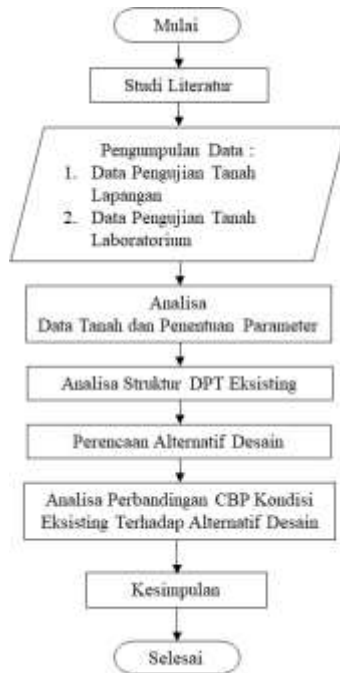 Mulai
Studi Literatur
Pengumpulan Data :
1. Data Pengujian Tanah
Lapangan
2. Data Pengujian Tanah
Laboratorium
Analisa
Data Tanah dan Penentuan Parameter
Analisa Struktur DPT Eksisting
Perencaan Alternatif Desain
Analisa Perbandingan CBP Kondisi
Eksisting Terhadap Alternatif Desain
Kesimpulan
Selesai